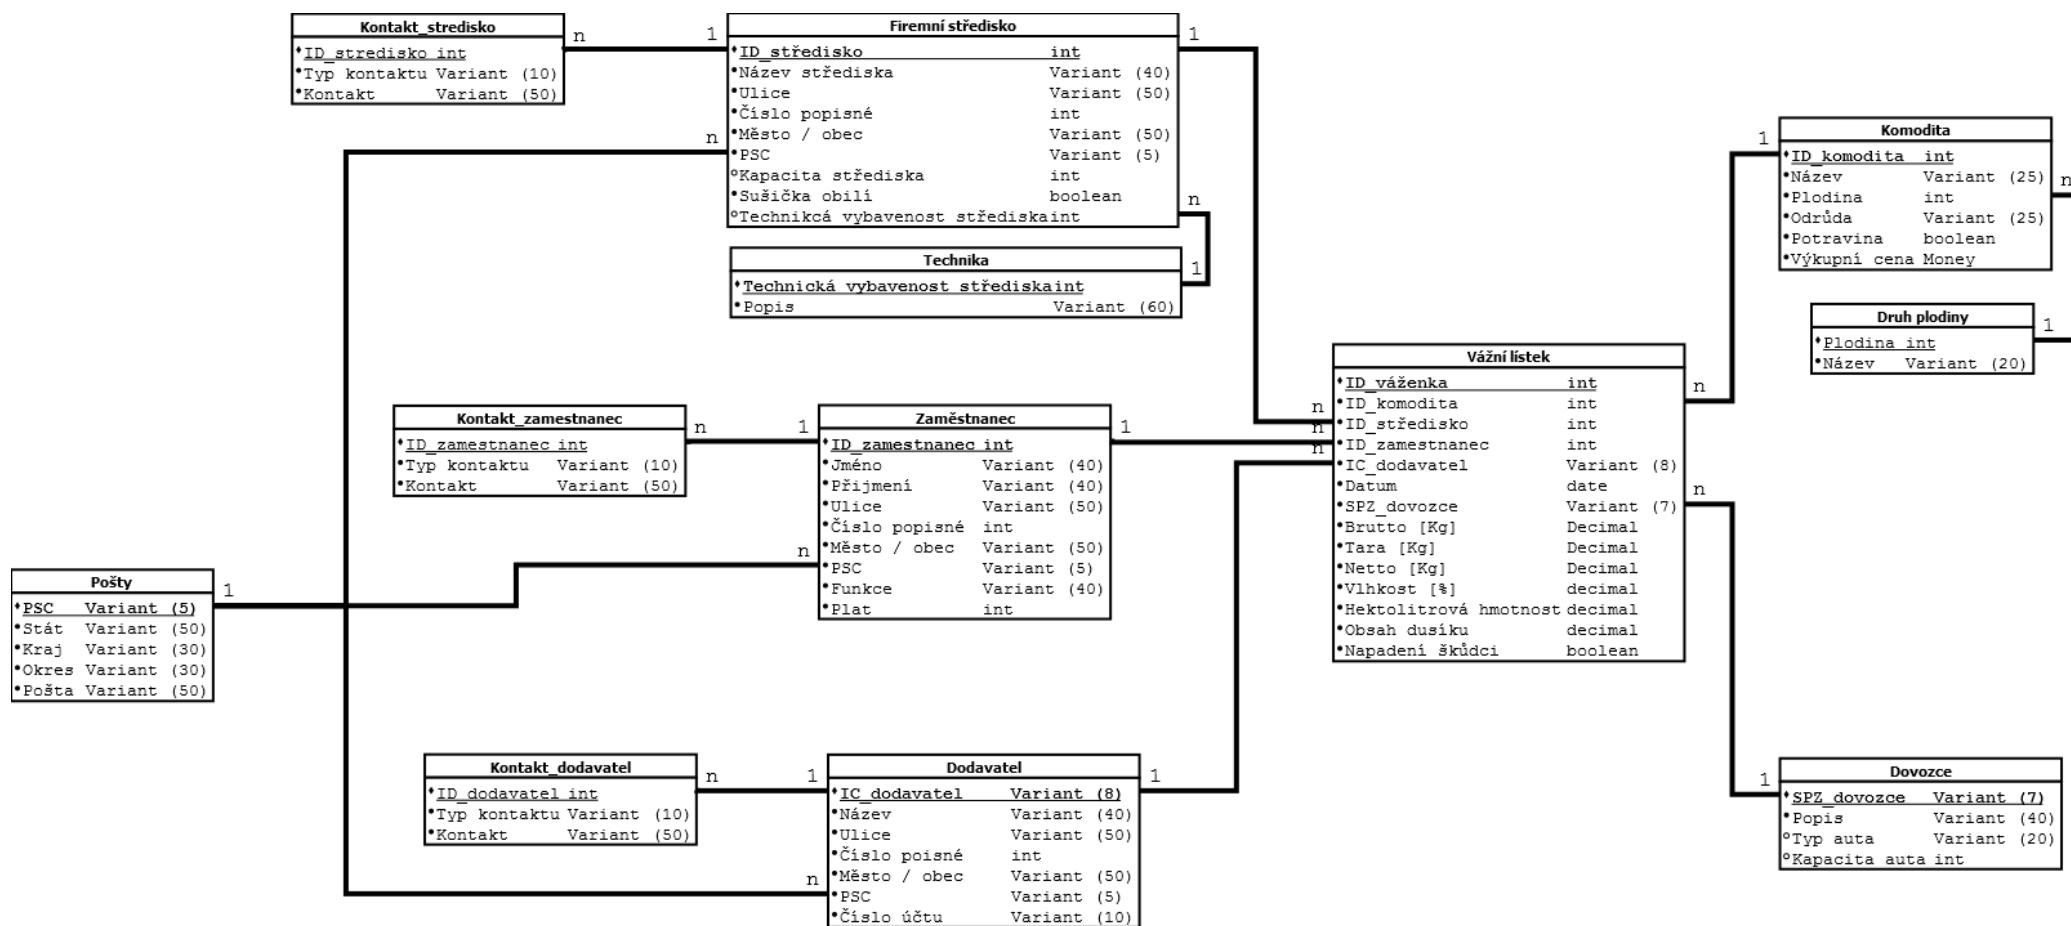 Kontakt_stredisko
ID_stredisko int
Typ kontaktu Variant (10)
Kontakt Variant (50)
n
1
Firemní středisko
ID_středisko int
Název střediska Variant (40)
Ulice Variant (50)
Číslo popisné int
Město / obec Variant (50)
PSC Variant (5)
Kapacita střediska int
Sušička obilí boolean
Technikcá vybavenost střediskaint
1
n
n
Technika
Technická vybavenost střediskaint
Popis Variant (60)
1
Komodita
ID_komodita int
Název Variant (25)
Plodina int
Odrůda Variant (25)
Potravina boolean
Výkupní cena Money
1
n
Druh plodiny
Plodina int
Název Variant (20)
1
Vážní lístek
ID_váženka int
ID_komodita int
ID_středisko int
ID_zamestnanec int
IC_dodavatel Variant (8)
Datum date
SPZ_dovozce Variant (7)
Brutto [Kg] Decimal
Tara [Kg] Decimal
Netto [Kg] Decimal
Vlhkost [%] decimal
Hektolitrová hmotnost decimal
Obsah dusíku decimal
Napadení škůdci boolean
n
n
n
n
n
Kontakt_zamestnanec
ID_zamestnanec int
Typ kontaktu Variant (10)
Kontakt Variant (50)
n
1
Zaměstnanec
ID_zamestnanec int
Jméno Variant (40)
Přijmení Variant (40)
Ulice Variant (50)
Číslo popisné int
Město / obec Variant (50)
PSC Variant (5)
Funkce Variant (40)
Plat int
1
n
Pošty
PSC Variant (5)
Stát Variant (50)
Kraj Variant (30)
Okres Variant (30)
Pošta Variant (50)
1
Kontakt_dodavatel
ID_dodavatel int
Typ kontaktu Variant (10)
Kontakt Variant (50)
n
1
Dodavatel
IC_dodavatel Variant (8)
Název Variant (40)
Ulice Variant (50)
Číslo poisné int
Město / obec Variant (50)
PSC Variant (5)
Číslo účtu Variant (10)
1
n
Dovozce
SPZ_dovozce Variant (7)
Popis Variant (40)
Typ auta Variant (20)
Kapacita auta int
1